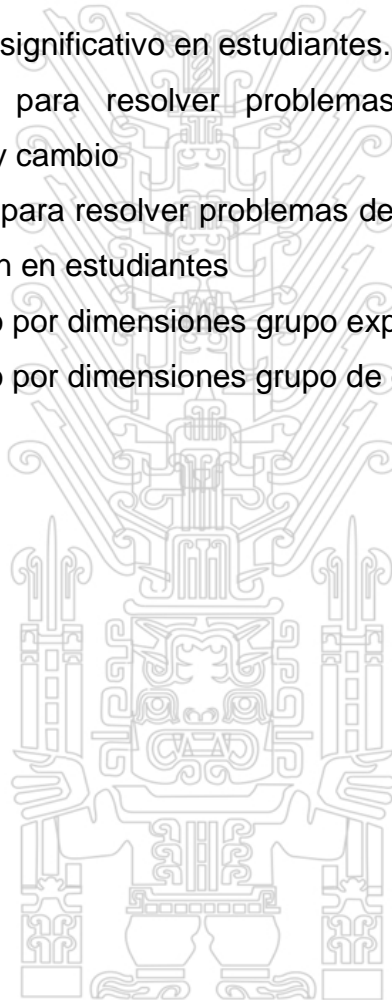 significativo en estudiantes.
para resolver problemas
y cambio
para resolver problemas de
en estudiantes
por dimensiones grupo
por dimensiones grupo de